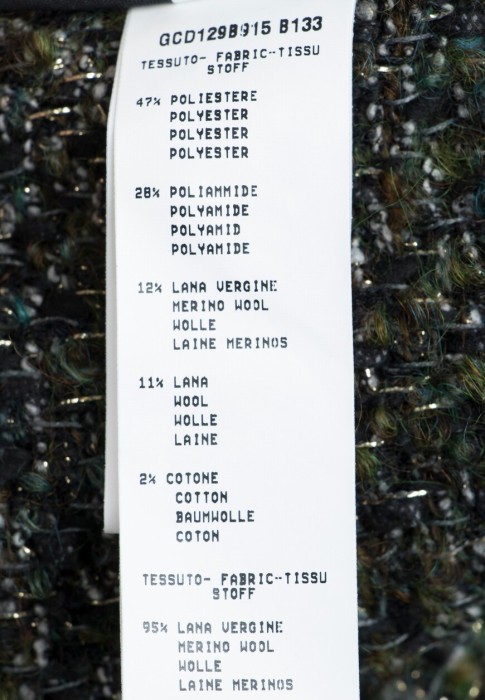 GCD129B915 B133
TESSUTO- FABRIC--TISSU
STOFF
47% POLIESTERE
POLYESTER
POLYESTER
POLYESTER
28% POLIAMMIDE
POLYAMIDE
POLYAMID
POLYAMIDE
12% LANA VERGINE
MERINO WOOL
WOLLE
LAINE MERINOS
11% LANA
WOOL
WOLLE
LAINE
2% COTONE
COTTON
BAUMWOLLE
COTON
TESSUTO- FABRIC--TISSU
STOFF
95% LANA VERGINE
MERINO WOOL
WOLLE
LAINE MERINOS